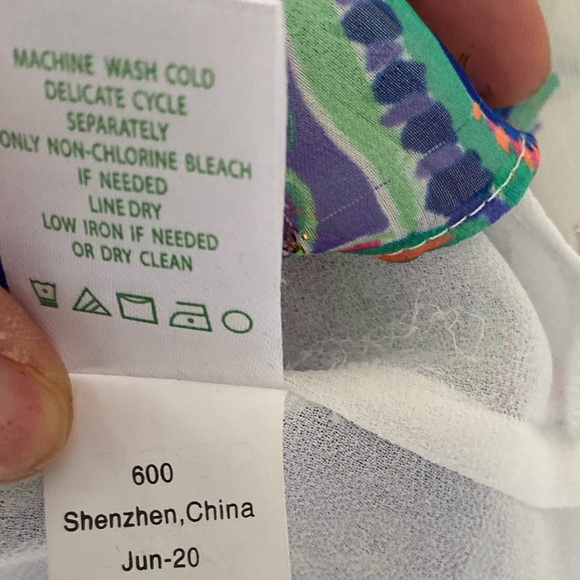 MACHINE WASH COLD
DELICATE CYCLE
SEPARATELY
ONLY NON-CHLORINE BLEACH
IF NEEDED
LINE DRY
LOW IRON IF NEEDED
OR DRY CLEAN
600
Shenzhen,China
Jun-20